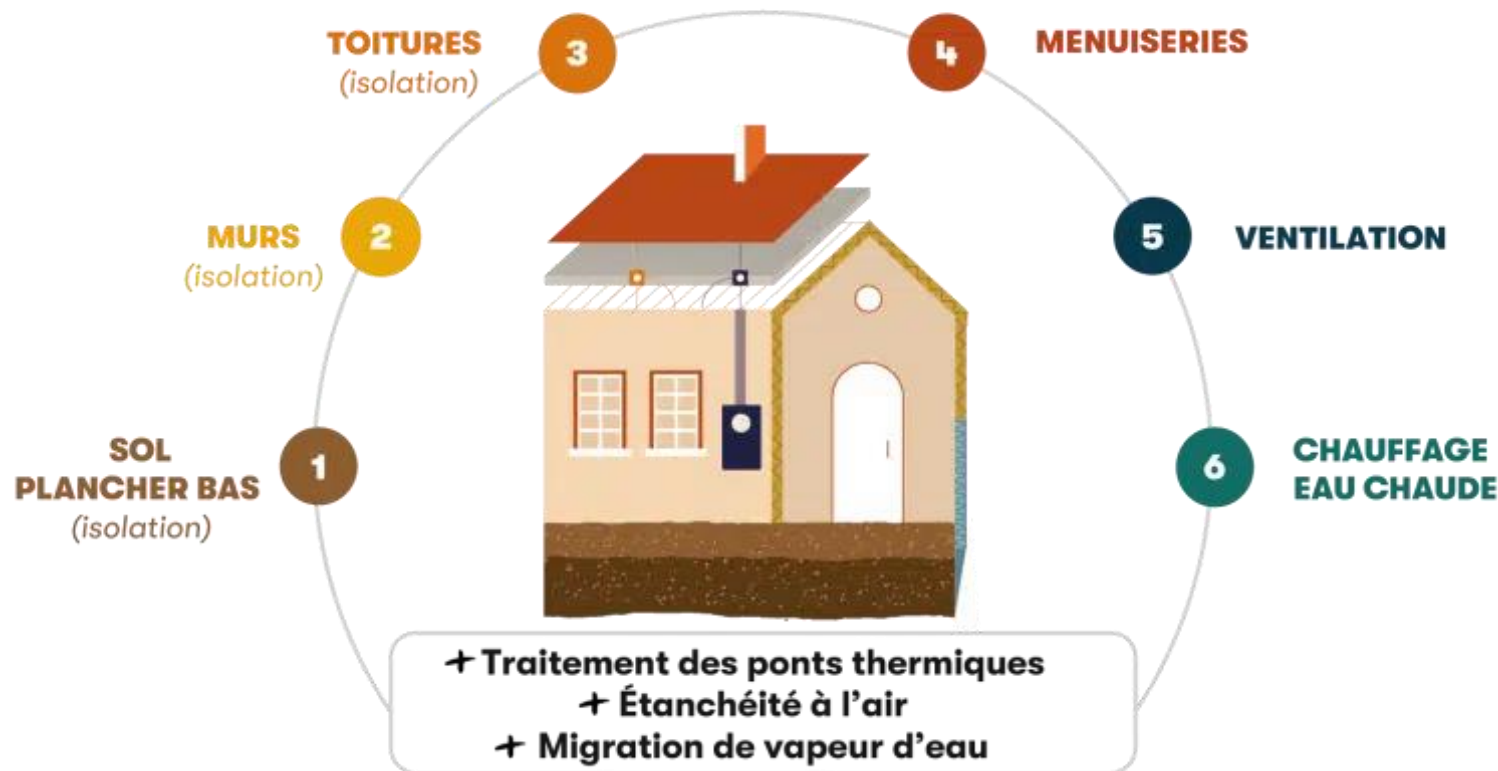 TOITURES
(isolation)
3
4
MENUISERIES
MURS
(isolation)
2
5
VENTILATION
SOL
PLANCHER BAS
(isolation)
1
6
CHAUFFAGE
EAU CHAUDE
+ Traitement des ponts thermiques
+ Étanchéité à l'air
+ Migration de vapeur d'eau